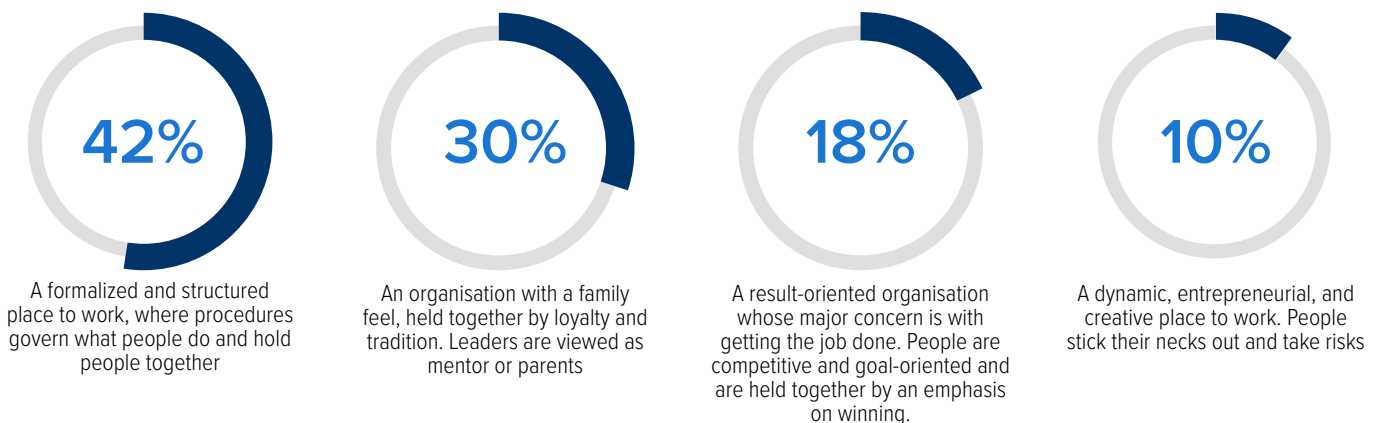 42%
A formalized and structured
place to work, where procedures
govern what people do and hold
people together
30%
An organisation with a family
feel, held together by loyalty and
tradition. Leaders are viewed as
mentor or parents
18%
A result-oriented organisation
whose major concern is with
getting the job done. People are
competitive and goal-oriented and
are held together by an emphasis
on winning.
10%
A dynamic, entrepreneurial, and
creative place to work. People
stick their necks out and take risks